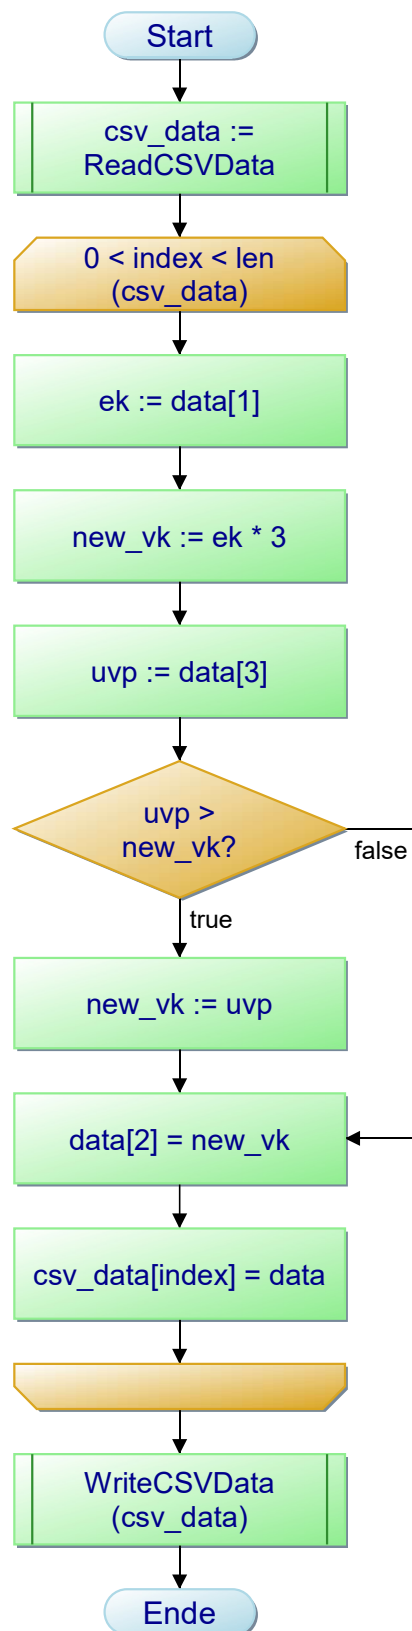 Start
csv_data :=
ReadCSVData
0 < index < len
(csv_data)
ek := data[1]
new_vk := ek * 3
uvp := data[3]
uvp >
new_vk?
false
true
new_vk := uvp
data[2] = new_vk
csv_data[index] = data
WriteCSVData
(csv_data)
Ende